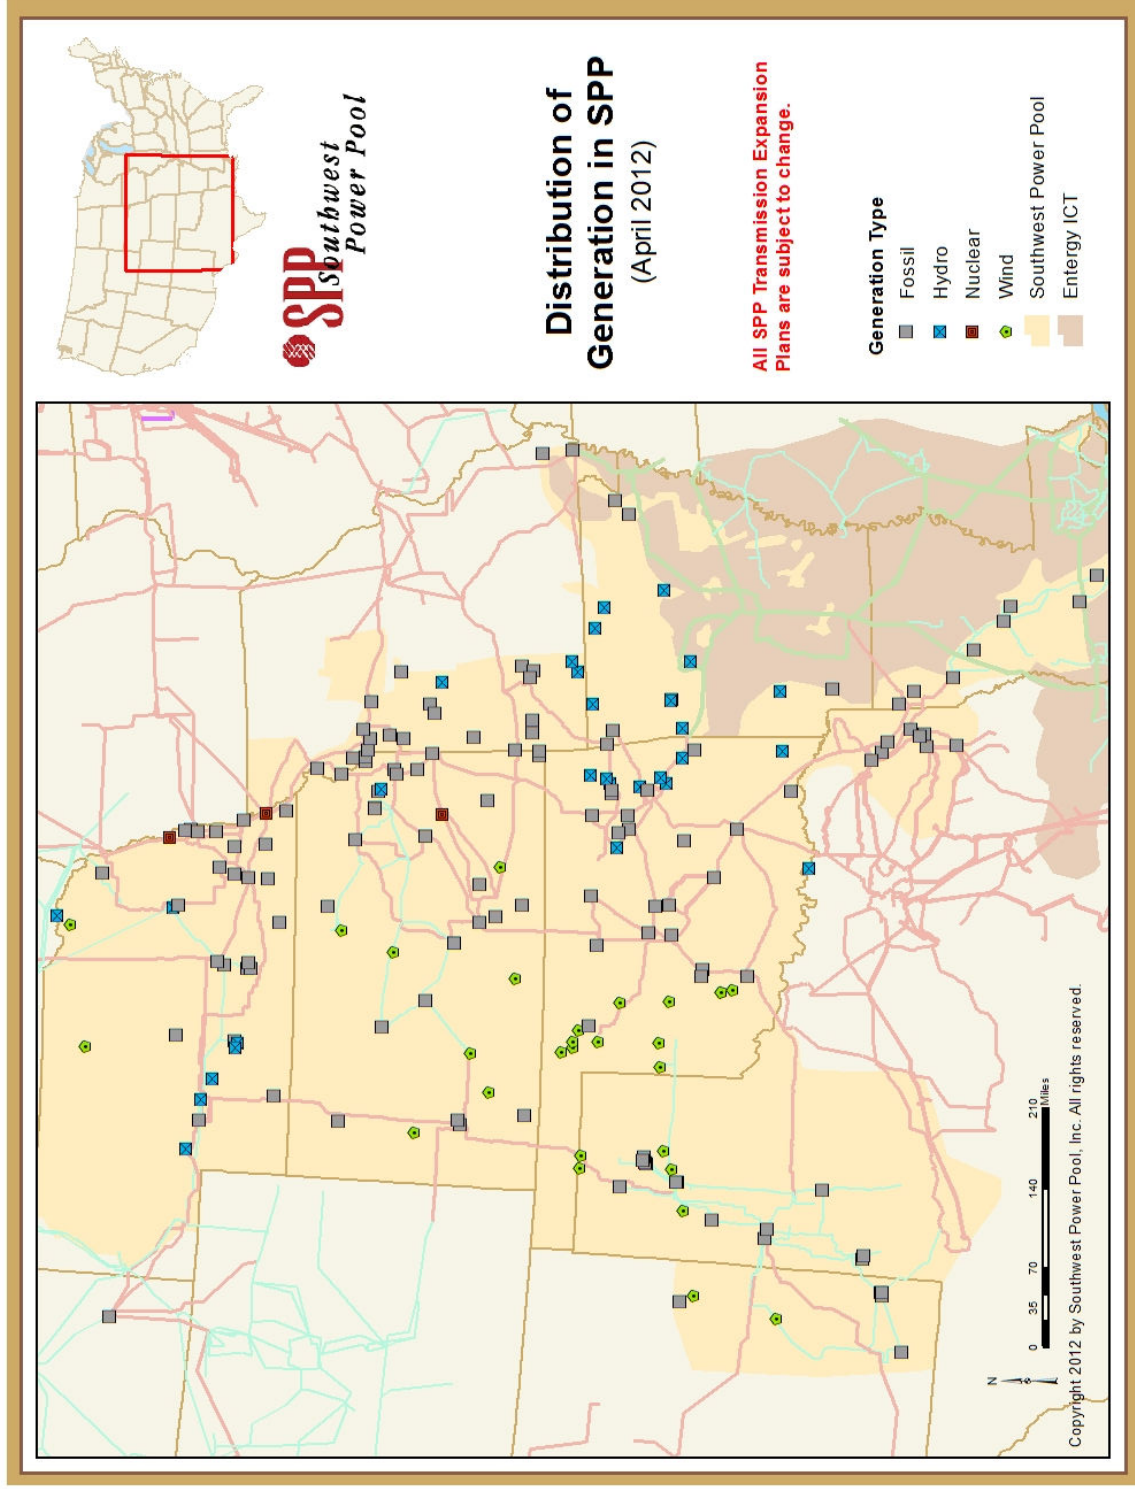 SPP
Southwest
Power Pool
Distribution of
Generation in SPP
(April 2012)
All SPP Transmission Expansion
Plans are subject to change.
Generation Type
Fossil
Hydro
Nuclear
Wind
Southwest Power Pool
Entergy ICT
N
0 35 70 140 210
Miles
Copyright 2012 by Southwest Power Pool, Inc. All rights reserved.